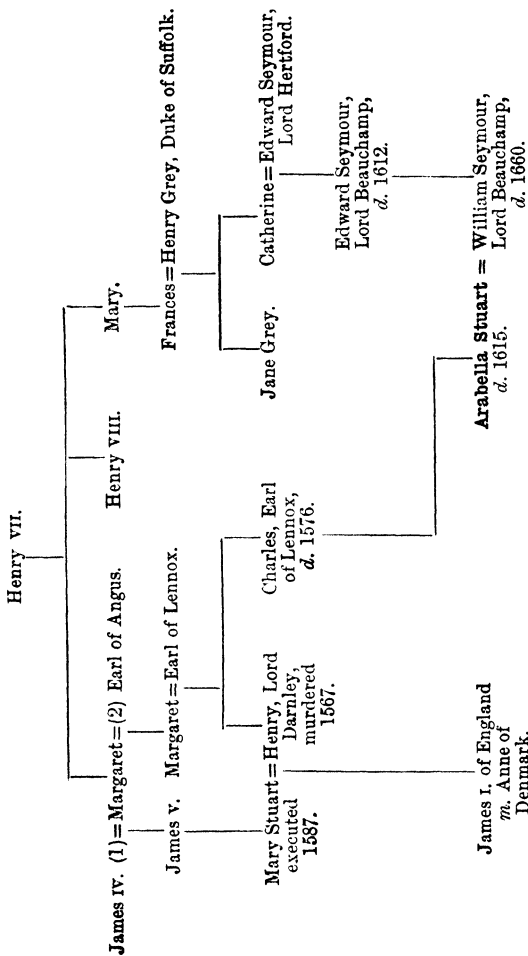 Henry VII.
James IV. (1)=Margaret=(2) Earl of Angus.
Henry VIII.
Mary.
James V.
Margaret=Earl of Lennox.
Frances=Henry Grey, Duke of Suffolk.
Mary Stuart=Henry, Lord
executed
1587.
Darnley,
murdered
1567.
Charles, Earl
of Lennox,
d. 1576.
Jane Grey.
Catherine=Edward Seymour,
Lord Hertford.
Edward Seymour,
Lord Beauchamp,
d. 1612.
James I. of England
m. Anne of
Denmark.
Arabella Stuart = William Seymour,
d. 1615.
Lord Beauchamp,
d. 1660.